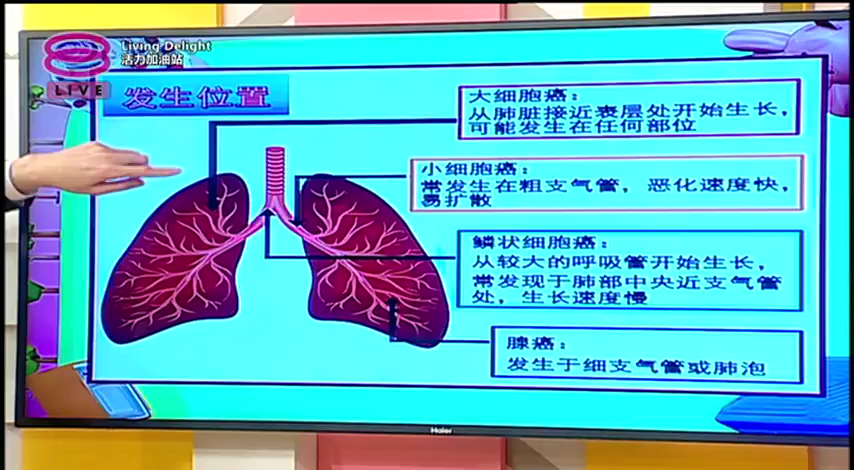 Living Delight
活力加油站
LIVE
发生位置
大细胞癌：
从肺脏接近表层处开始生长，
可能发生在任何部位
小细胞癌：
常发生在粗支气管，恶化速度快，
易扩散
鳞状细胞癌：
从较大的呼吸管开始生长，
常发现于肺部中央近支气管
处，生长速度慢
腺癌：
发生于细支气管或肺泡
Haier